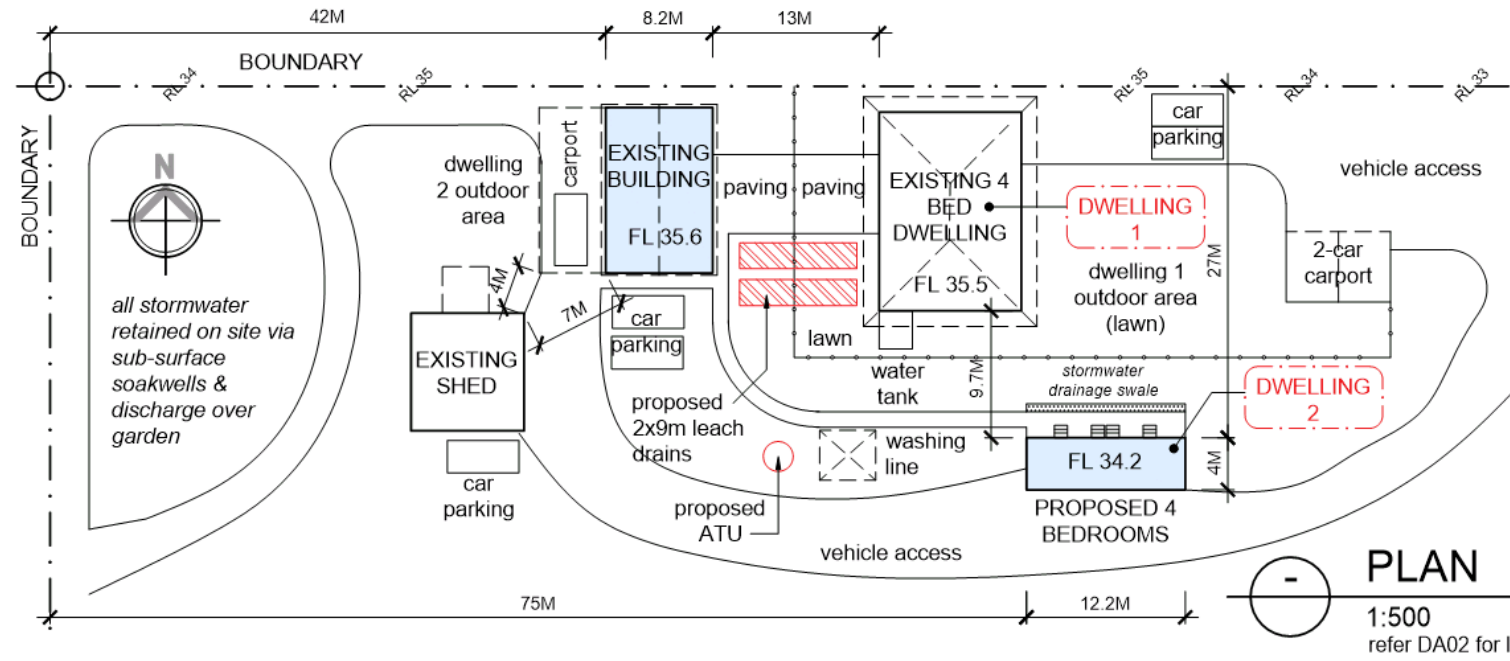 42M
8.2M
13M
BOUNDARY
RL.34
RL.35
RL.35
RL.34
RL.33
BOUNDARY
N
all stormwater
retained on site via
sub-surface
soakwells &
discharge over
garden
dwelling
2 outdoor
area
carport
EXISTING
BUILDING
FL 35.6
paving
paving
EXISTING 4
BED
DWELLING
FL 35.5
DWELLING
1
car
parking
vehicle access
27M
2-car
carport
dwelling 1
outdoor area
(lawn)
4M
7M
EXISTING
SHED
car
parking
lawn
water
tank
9.7M
stormwater
drainage swale
DWELLING
2
proposed
2x9m leach
drains
washing
line
FL 34.2
4M
car
parking
proposed
ATU
PROPOSED 4
BEDROOMS
vehicle access
75M
12.2M
-
PLAN
1:500
refer DA02 for